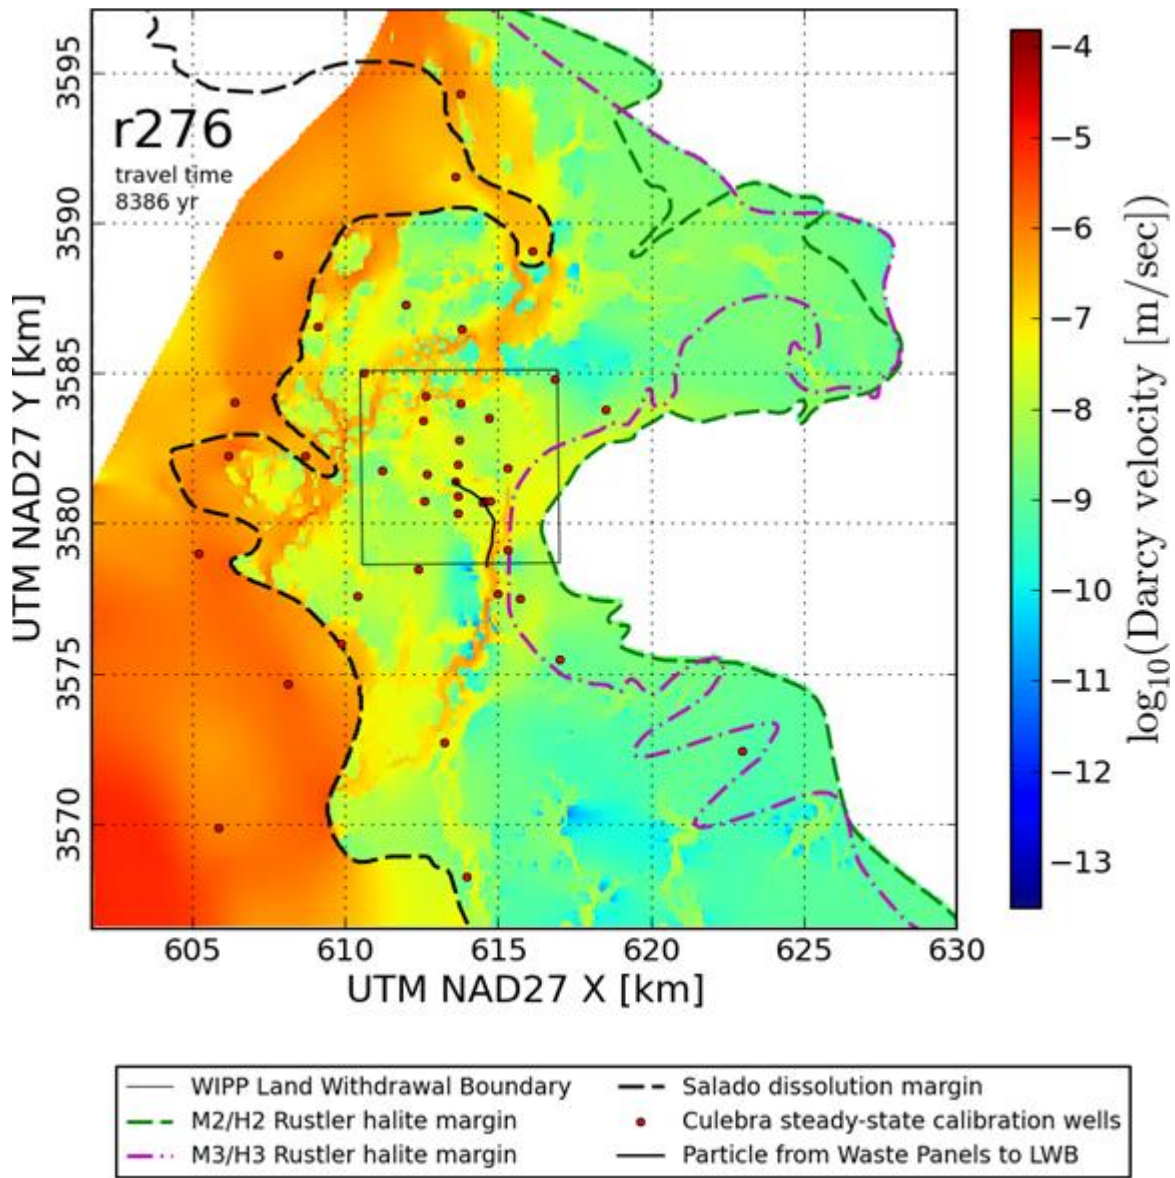 r276
travel time
8386 yr
3595
3590
3585
3580
3575
3570
UTM NAD27 Y [km]
605 610 615 620 625 630
UTM NAD27 X [km]
−4
−5
−6
−7
−8
−9
−10
−11
−12
−13
log10(Darcy velocity [m/sec])
WIPP Land Withdrawal Boundary
M2/H2 Rustler halite margin
M3/H3 Rustler halite margin
Salado dissolution margin
Culebra steady-state calibration wells
Particle from Waste Panels to LWB